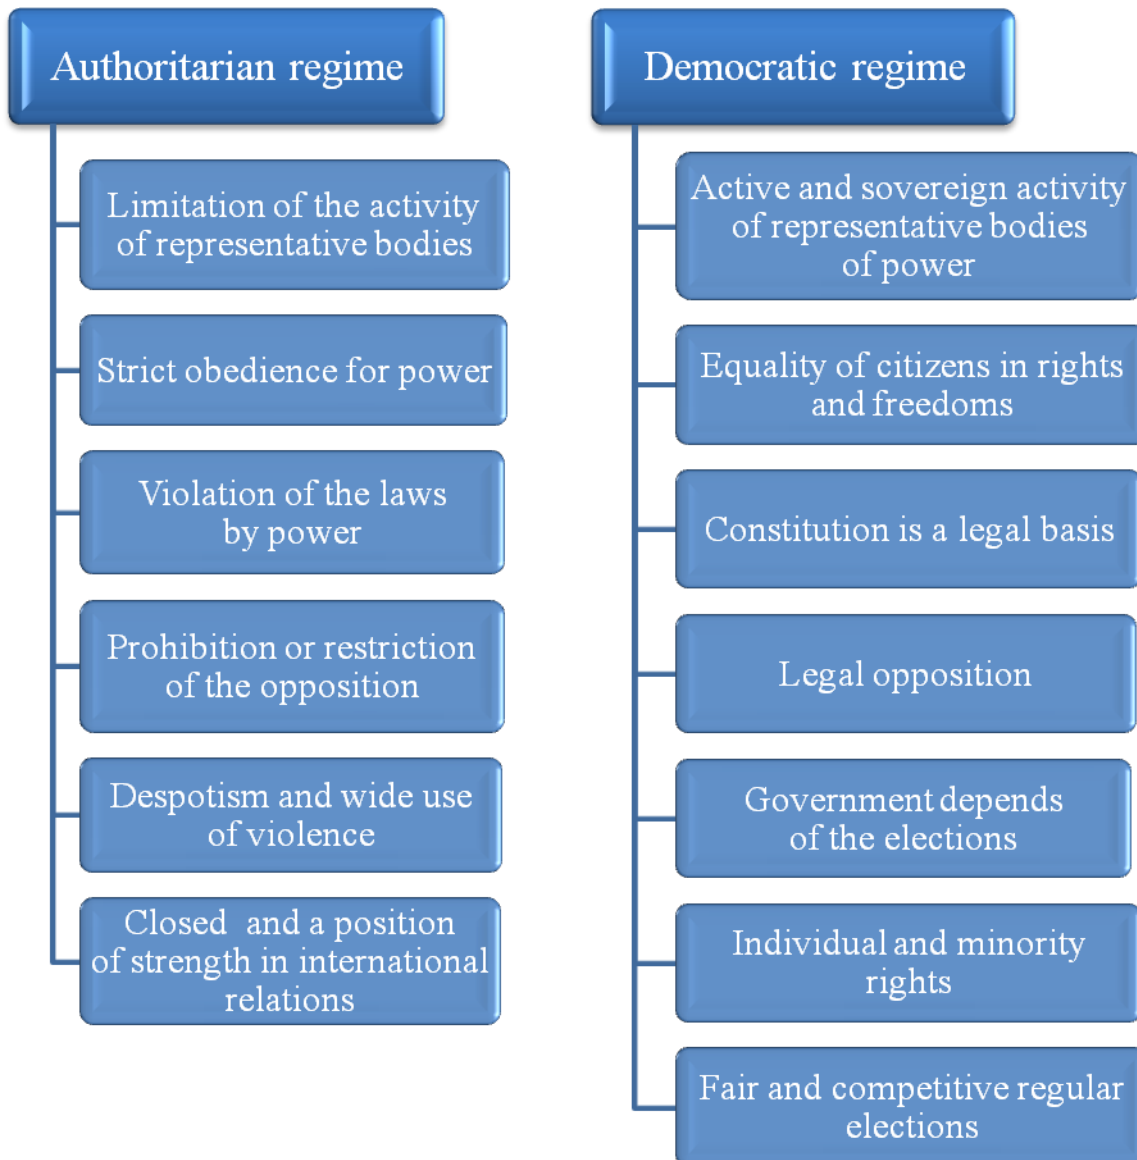 Authoritarian regime
Limitation of the activity
of representative bodies
Strict obedience for power
Violation of the laws
by power
Prohibition or restriction
of the opposition
Despotism and wide use
of violence
Closed and a position
of strength in international
relations
Democratic regime
Active and sovereign activity
of representative bodies
of power
Equality of citizens in rights
and freedoms
Constitution is a legal basis
Legal opposition
Government depends
of the elections
Individual and minority
rights
Fair and competitive regular
elections